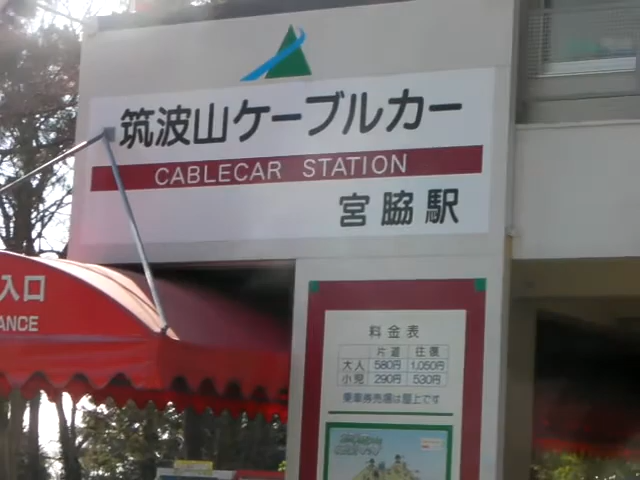 筑波山ケーブルカー
CABLECAR STATION
宮脇駅
入口
ANCE
料金表
片道 往復
大人 580円 1,050円
小児 290円 530円
乗車券売場は屋上です